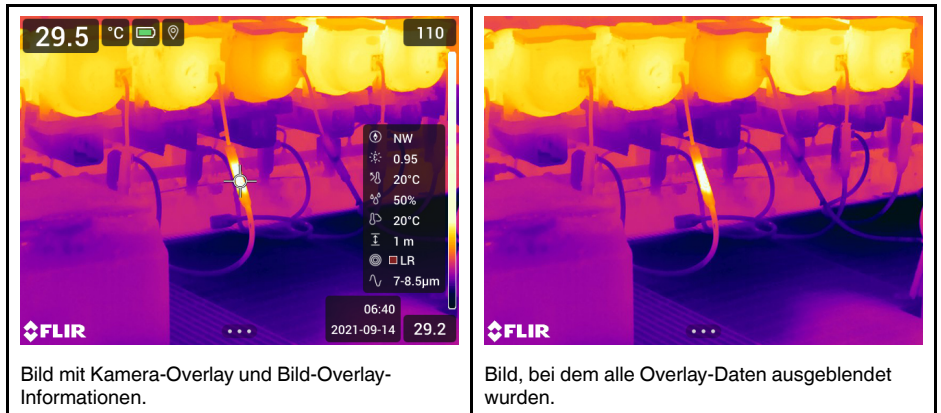 29.5 °C
110
NW
0.95
20°C
50%
20°C
1 m
LR
7-8.5µm
06:40
2021-09-14
29.2
FLIR
Bild mit Kamera-Overlay und Bild-Overlay-
Informationen.
FLIR
Bild, bei dem alle Overlay-Daten ausgeblendet
wurden.